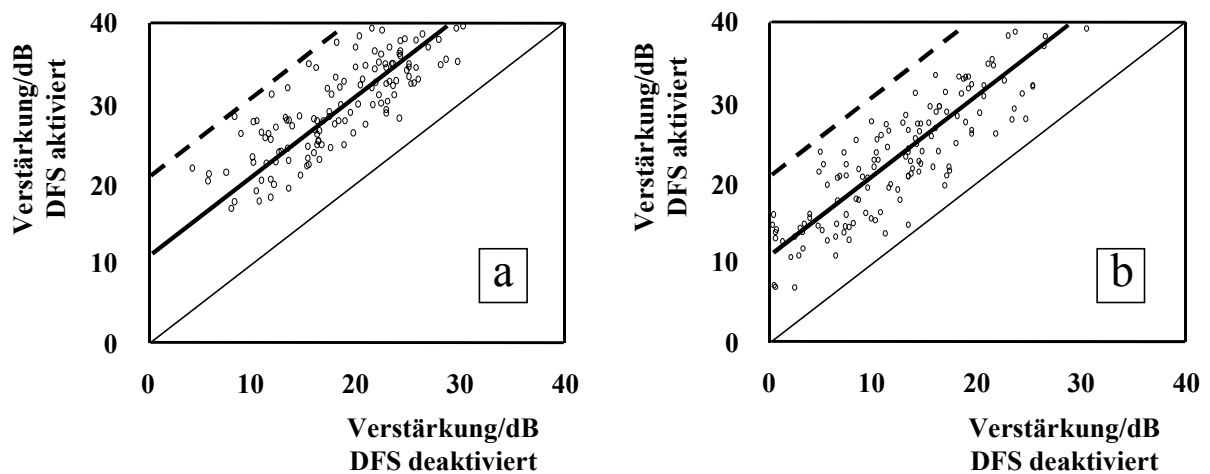 Verstärkung/dB
DFS aktiviert
40
30
20
10
0
a
0 10 20 30 40
Verstärkung/dB
DFS deaktiviert
Verstärkung/dB
DFS aktiviert
40
30
20
10
0
b
0 10 20 30 40
Verstärkung/dB
DFS deaktiviert